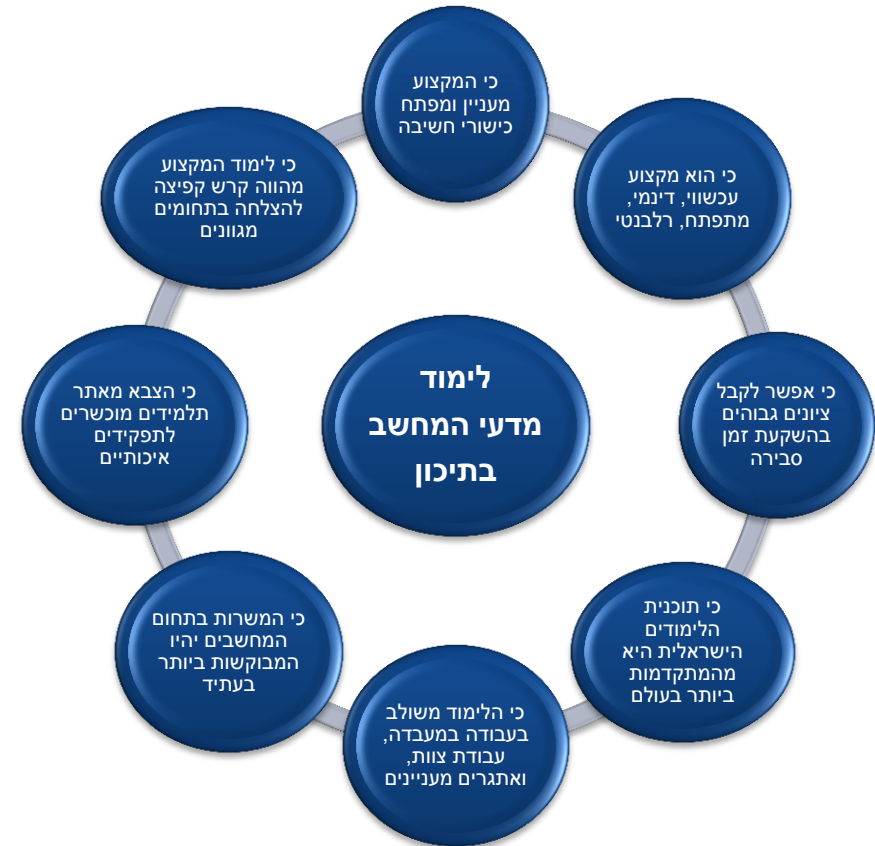 כי המקצוע
מעניין ומפתח
כישורי חשיבה
כי הוא מקצוע
עכשווי, דינמי,
מתפתח, רלבנטי
כי אפשר לקבל
ציונים גבוהים
בהשקעת זמן
סבירה
כי תוכנית
הלימודים
הישראלית היא
מהמתקדמות
ביותר בעולם
כי הלימוד משולב
בעבודה במעבדה,
עבודת צוות,
ואתגרים מעניינים
כי המשרות בתחום
המחשבים יהיו
המבוקשות ביותר
בעתיד
כי הצבא מאתר
תלמידים מוכשרים
לתפקידים
איכותיים
כי לימוד המקצוע
מהווה קרש קפיצה
להצלחה בתחומים
מגוונים
לימוד
מדעי המחשב
בתיכון